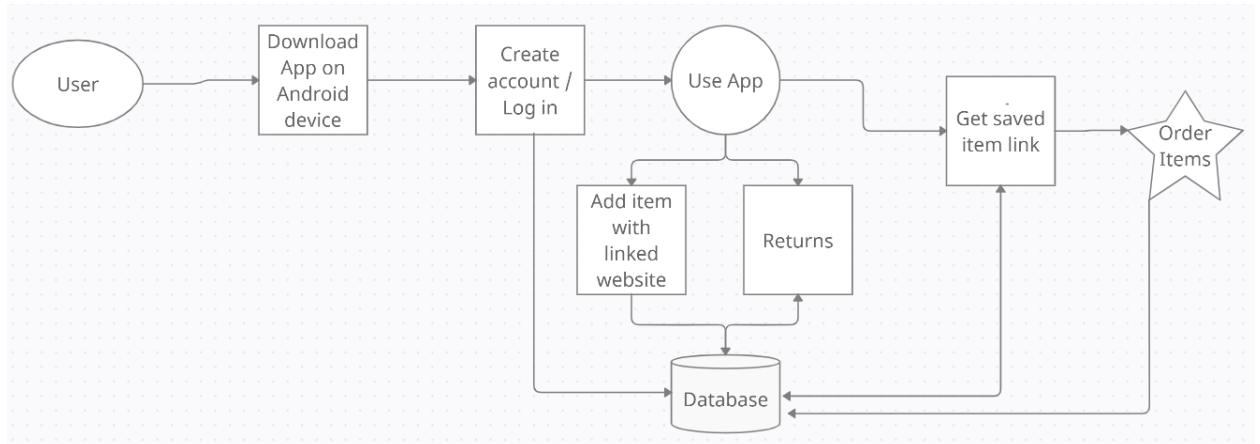 User
Download
App on
Android
device
Create
account /
Log in
Use App
Get saved
item link
Order
Items
Add item
with
linked
website
Returns
Database